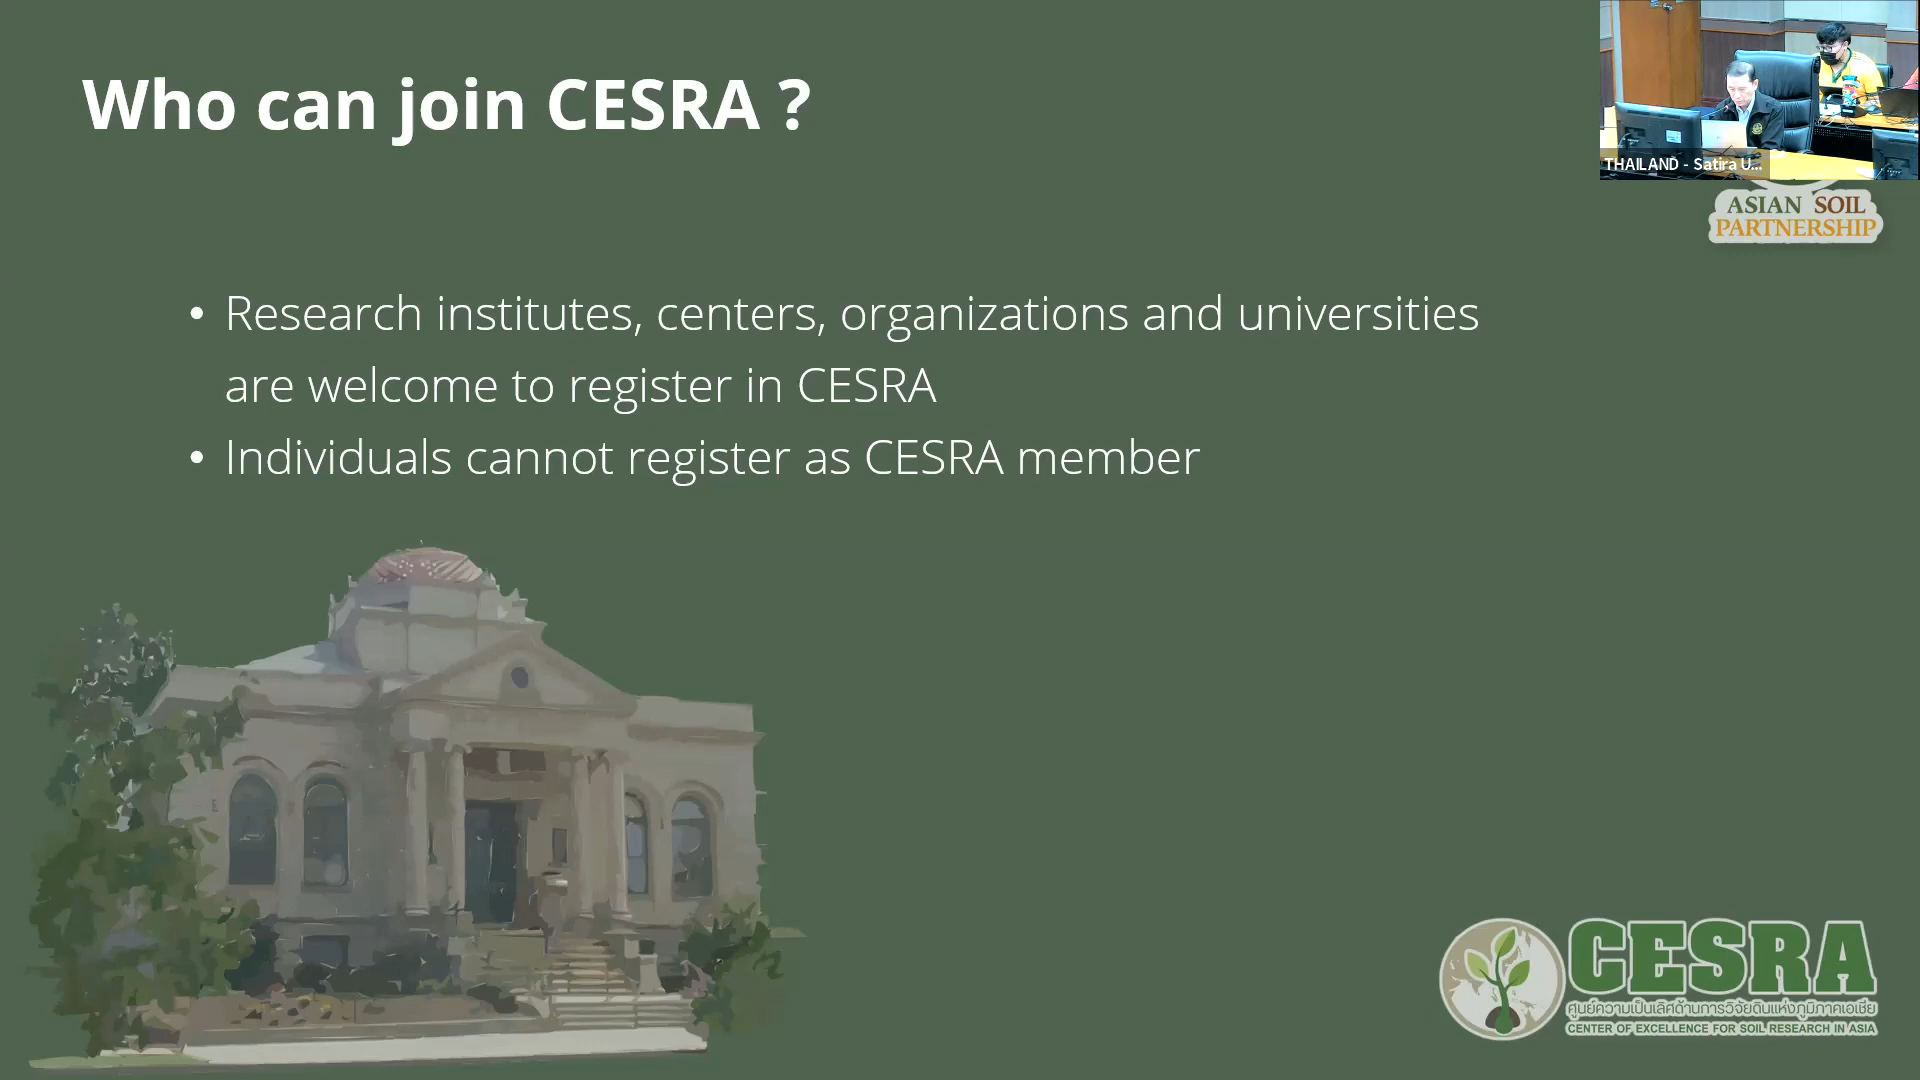 Who can join CESRA ?
THAILAND - Satira U...
ASIAN SOIL
PARTNERSHIP
• Research institutes, centers, organizations and universities
are welcome to register in CESRA
• Individuals cannot register as CESRA member
CESRA
ศูนย์ความเป็นเลิศด้านการวิจัยดินแห่งภูมิภาคเอเชีย
CENTER OF EXCELLENCE FOR SOIL RESEARCH IN ASIA